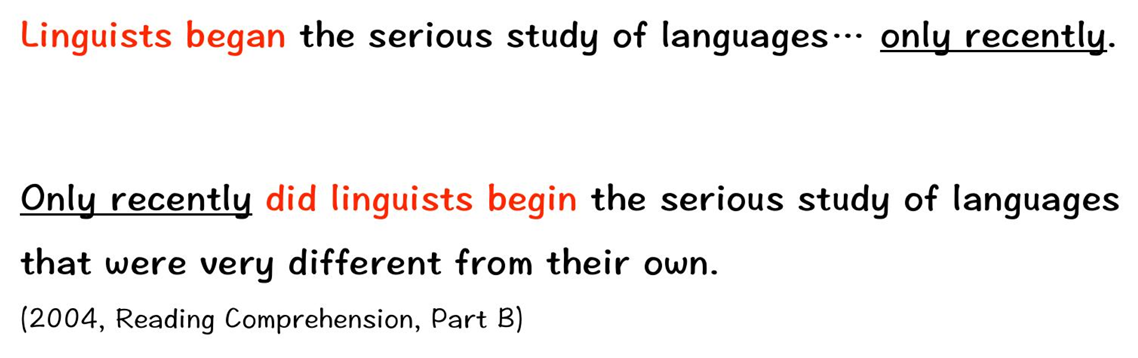 Linguists began the serious study of languages… only recently.
Only recently did linguists begin the serious study of languages
that were very different from their own.
(2004, Reading Comprehension, Part B)